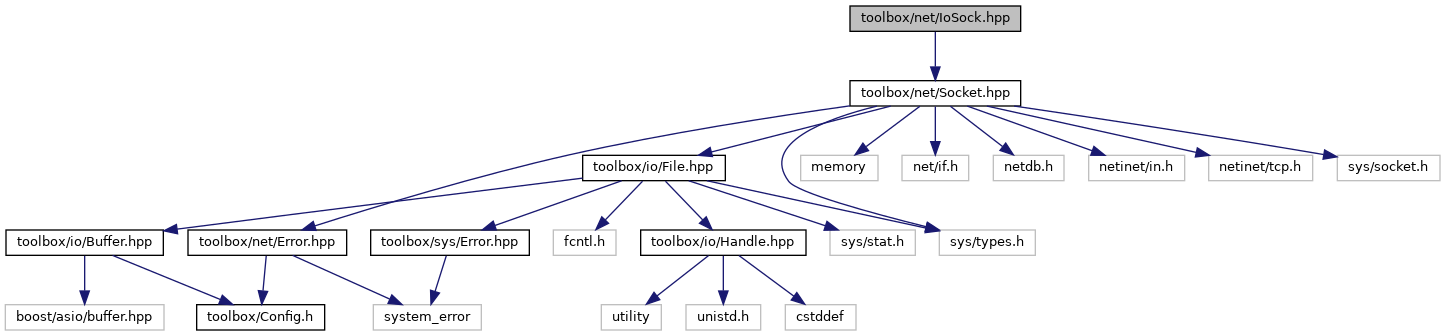 toolbox/net/IoSock.hpp
toolbox/net/Socket.hpp
toolbox/io/File.hpp
memory
net/if.h
netdb.h
netinet/in.h
netinet/tcp.h
sys/socket.h
toolbox/io/Buffer.hpp
toolbox/net/Error.hpp
toolbox/sys/Error.hpp
fcntl.h
toolbox/io/Handle.hpp
sys/stat.h
sys/types.h
boost/asio/buffer.hpp
toolbox/Config.h
system_error
utility
unistd.h
cstddef